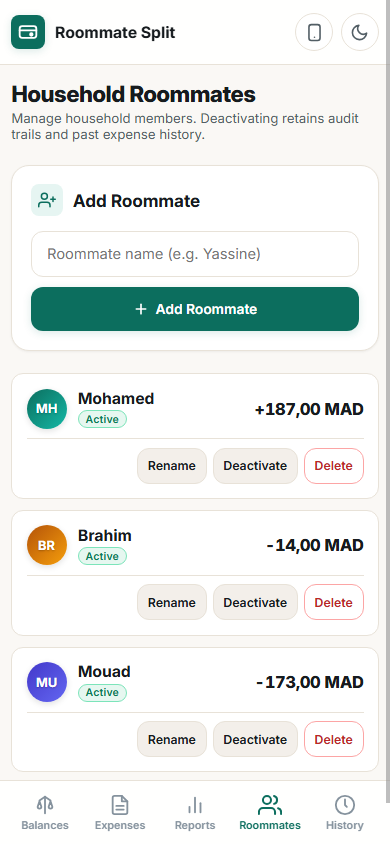 Roommate Split
Household Roommates
Manage household members. Deactivating retains audit
trails and past expense history.
Add Roommate
Roommate name (e.g. Yassine)
+ Add Roommate
MH
Mohamed
Active
+187,00 MAD
Rename
Deactivate
Delete
BR
Brahim
Active
-14,00 MAD
Rename
Deactivate
Delete
MU
Mouad
Active
-173,00 MAD
Rename
Deactivate
Delete
Balances
Expenses
Reports
Roommates
History